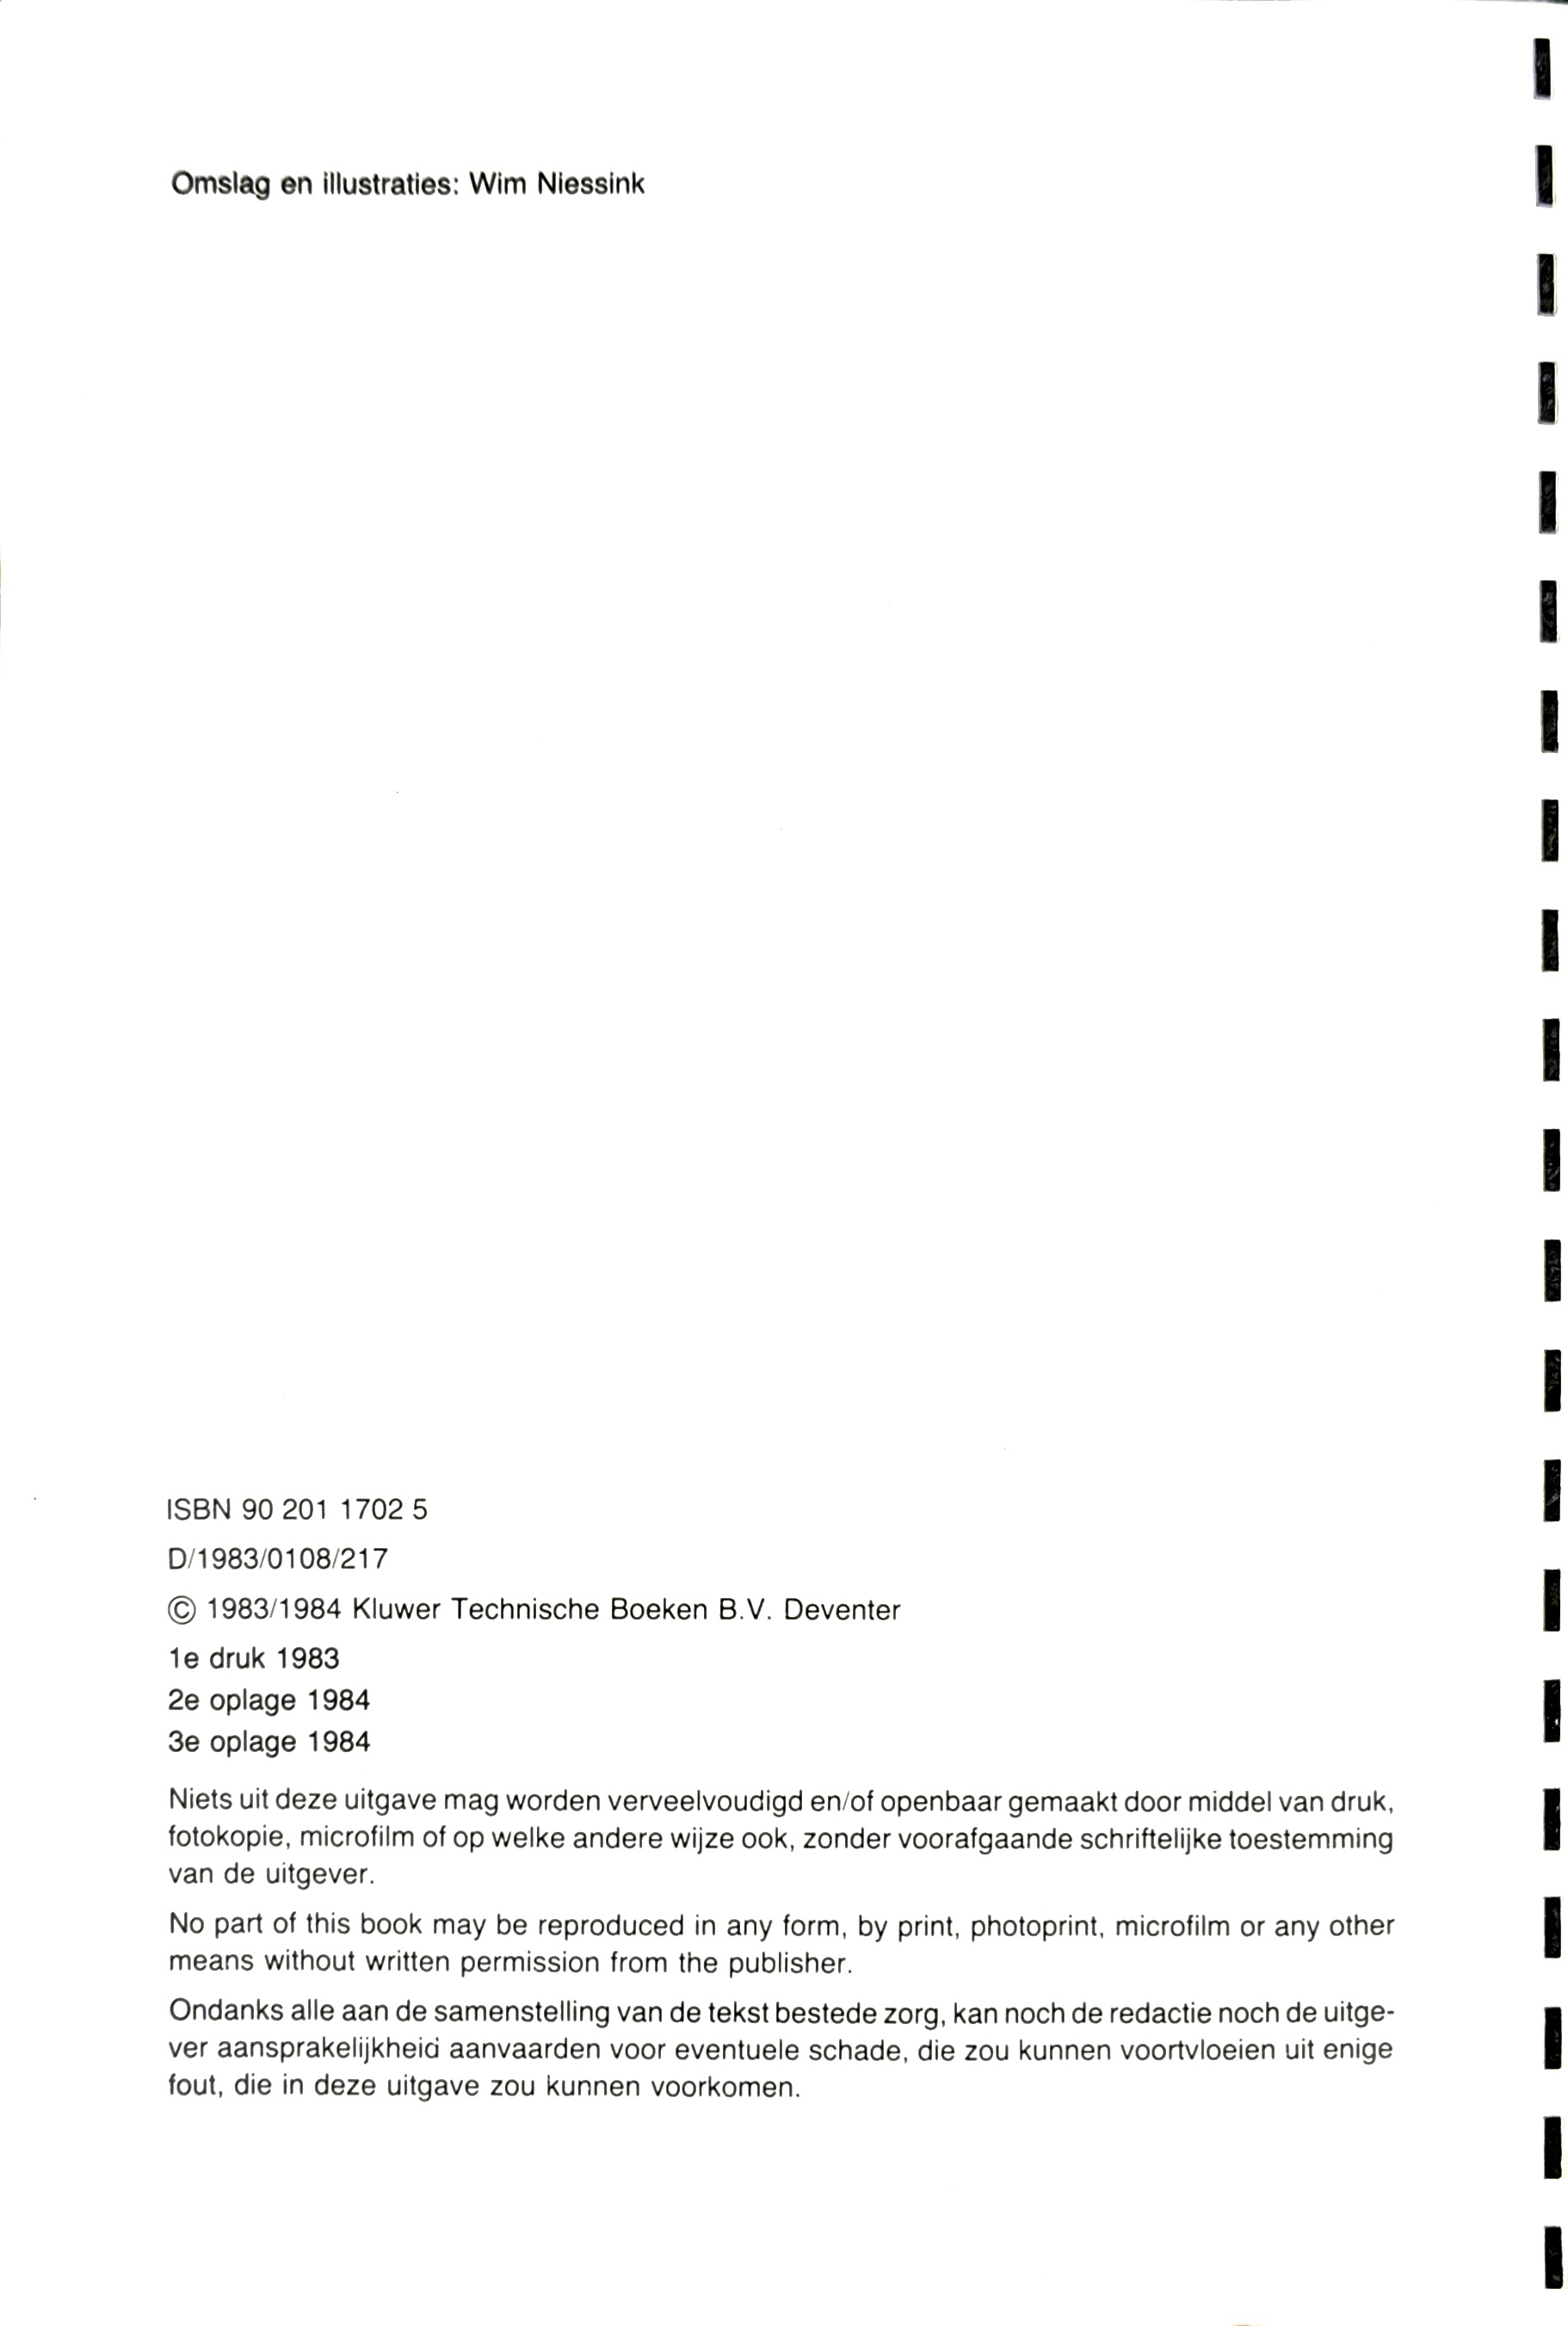 Omslag en illustraties: Wim Niessink
ISBN 90 201 1702 5
D/1983/0108/217
© 1983/1984 Kluwer Technische Boeken B.V. Deventer
1e druk 1983
2e oplage 1984
3e oplage 1984
Niets uit deze uitgave mag worden verveelvoudigd en/of openbaar gemaakt door middel van druk,
fotokopie, microfilm of op welke andere wijze ook, zonder voorafgaande schriftelijke toestemming
van de uitgever.
No part of this book may be reproduced in any form, by print, photoprint, microfilm or any other
means without written permission from the publisher.
Ondanks alle aan de samenstelling van de tekst bestede zorg, kan noch de redactie noch de uitge-
ver aansprakelijkheid aanvaarden voor eventuele schade, die zou kunnen voortvloeien uit enige
fout, die in deze uitgave zou kunnen voorkomen.